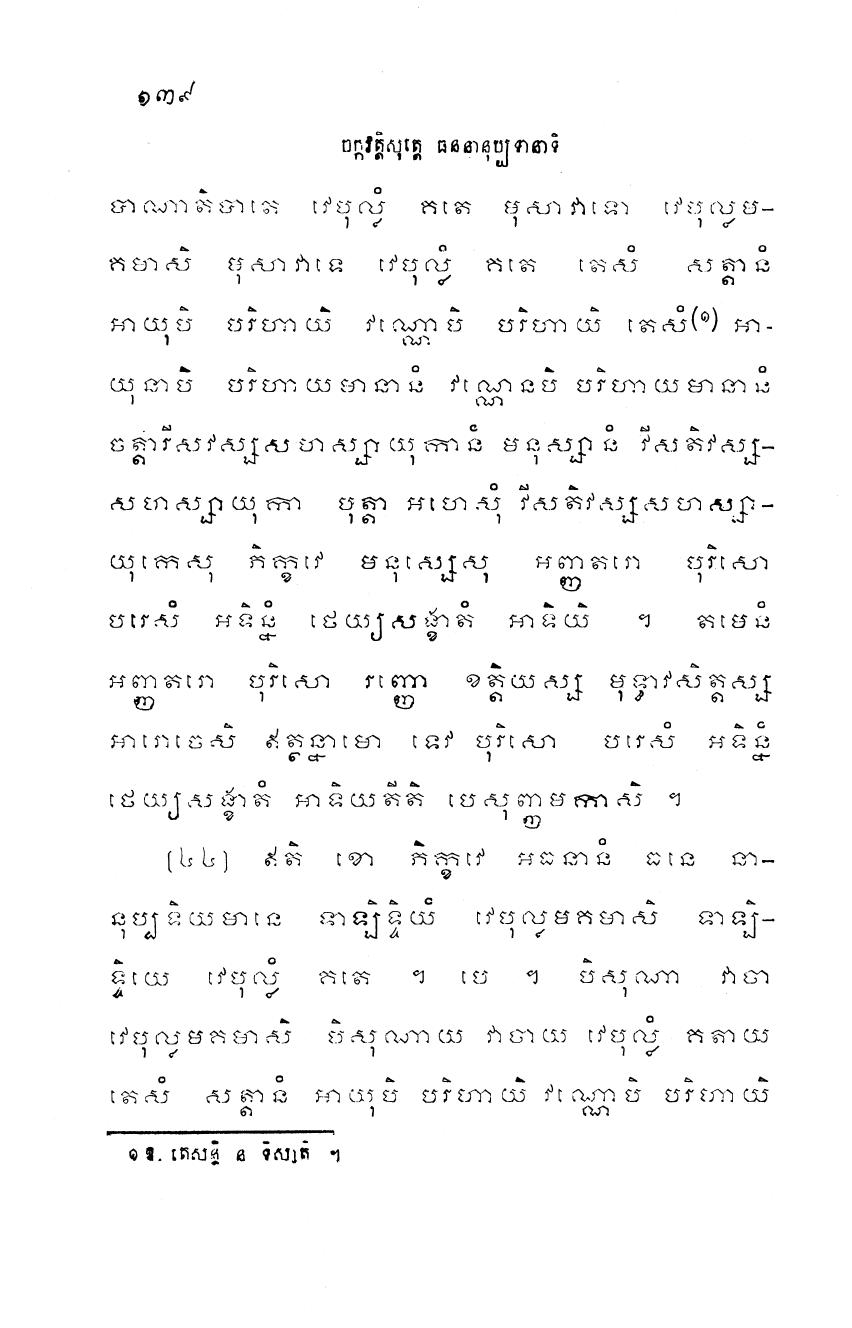 ១៣៩
ចក្កវត្តិសុត្តេ ធននានុប្បទានាទិ
បាណាតិបាតេ វេបុល្លំ គតេ មុសាវាទោ វេបុល្លម-
គមាសិ មុសាវាទេ វេបុល្លំ គតេ តេសំ សត្តានំ
អាយុបិ បរិហាយិ វណ្ណោបិ បរិហាយិ តេសំ(១) អា-
យុនាបិ បរិហាយមានានំ វណ្ណេនបិ បរិហាយមានានំ
ចត្តារីសវស្សសហស្សាយុកានំ មនុស្សានំ វីសតិវស្ស-
សហស្សាយុកា បុត្តា អហេសុំ វីសតិវស្សសហស្សា-
យុកេសុ ភិក្ខវេ មនុស្សេសុ អញ្ញតរោ បុរិសោ
បរេសំ អទិន្នំ ថេយ្យសង្ខាតំ អាទិយិ ។ តមេនំ
អញ្ញតរោ បុរិសោ រញ្ញោ ខត្តិយស្ស មុទ្ធាវសិត្តស្ស
អារោចេសិ ឥត្ថន្នាមោ ទេវ បុរិសោ បរេសំ អទិន្នំ
ថេយ្យសង្ខាតំ អាទិយតីតិ បេសុញ្ញមកាសិ ។
(៤៤) ឥតិ ខោ ភិក្ខវេ អធនានំ ធនេ នា-
នុប្បទិយមានេ ទាឡិទ្ទិយំ វេបុល្លមគមាសិ ទាឡិ-
ទ្ទិយេ វេបុល្លំ គតេ ។ បេ ។ បិសុណា វាចា
វេបុល្លមគមាសិ បិសុណាយ វាចាយ វេបុល្លំ គតាយ
តេសំ សត្តានំ អាយុបិ បរិហាយិ វណ្ណោបិ បរិហាយិ
១ ឱ. តេសន្តិ ន ទិស្សតិ ។